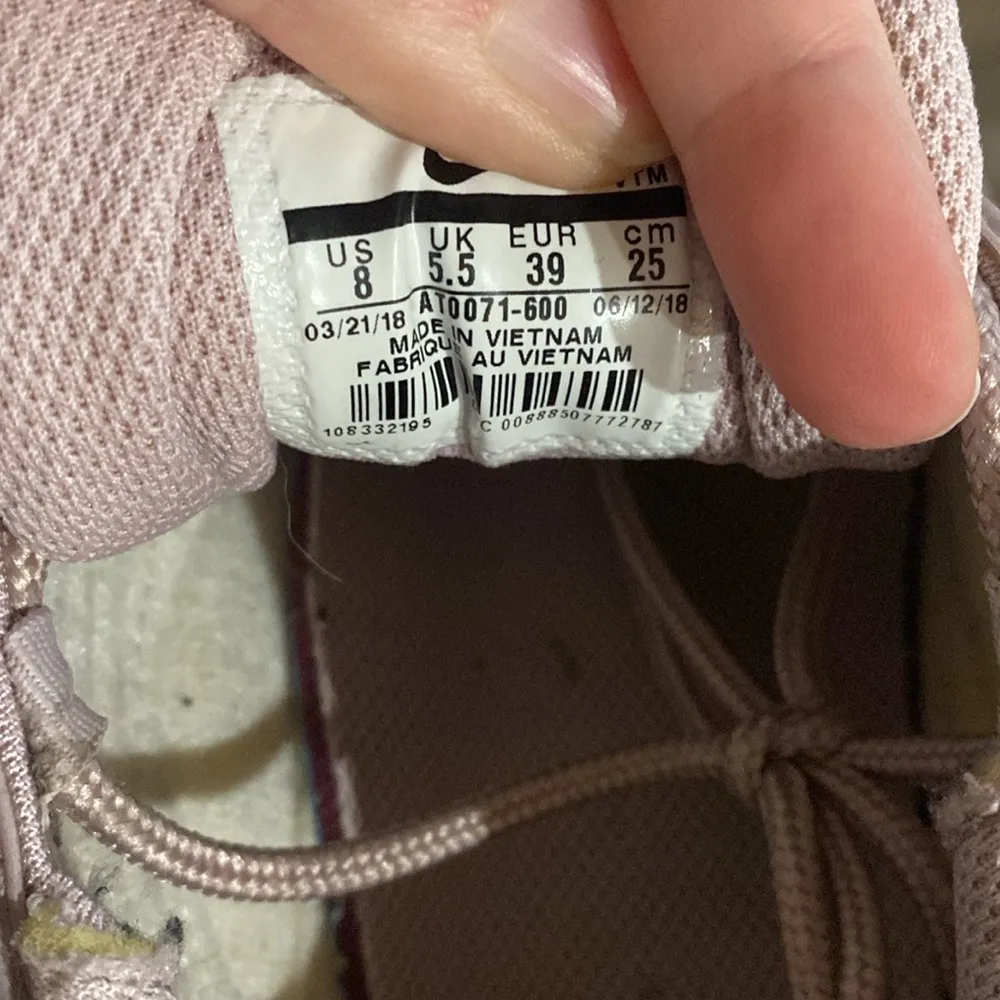 US UK EUR cm
8 5.5 39 25
03/21/18 AT0071-600 06/12/18
MADE IN VIETNAM
FABRIQUE AU VIETNAM
108332195 C 00888507772787